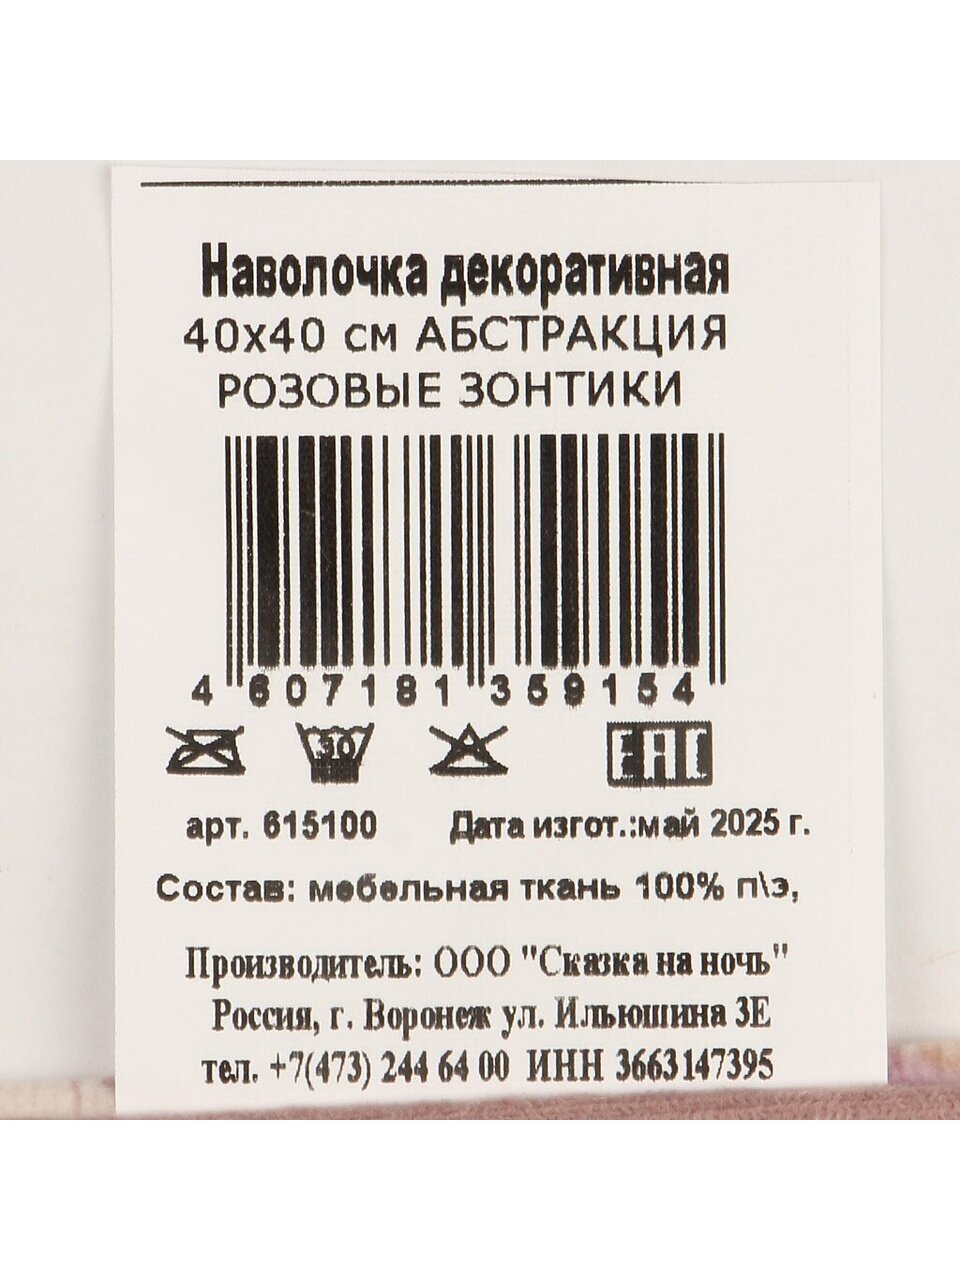 Наволочка декоративная
40х40 см АБСТРАКЦИЯ
РОЗОВЫЕ ЗОНТИКИ
4 607181 359154
30 ЕАС
арт. 615100 Дата изгот.:май 2025 г.
Состав: мебельная ткань 100% п\э,
Производитель: ООО "Сказка на ночь"
Россия, г. Воронеж ул. Ильюшина 3Е
тел. +7(473) 244 64 00 ИНН 3663147395